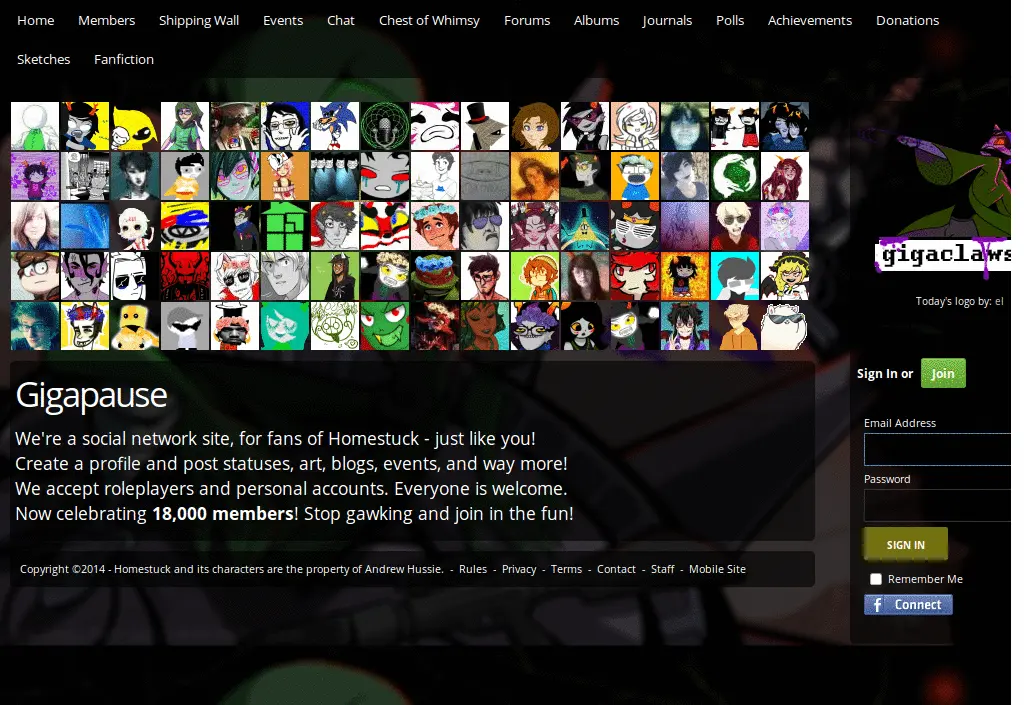 Home Members Shipping Wall Events Chat Chest of Whimsy Forums Albums Journals Polls Achievements Donations
Sketches Fanfiction
gigaclaws
Today's logo by: el
Sign In or Join
Gigapause
We're a social network site, for fans of Homestuck - just like you!
Create a profile and post statuses, art, blogs, events, and way more!
We accept roleplayers and personal accounts. Everyone is welcome.
Now celebrating 18,000 members! Stop gawking and join in the fun!
Email Address
Password
SIGN IN
Remember Me
f Connect
Copyright ©2014 - Homestuck and its characters are the property of Andrew Hussie. - Rules - Privacy - Terms - Contact - Staff - Mobile Site